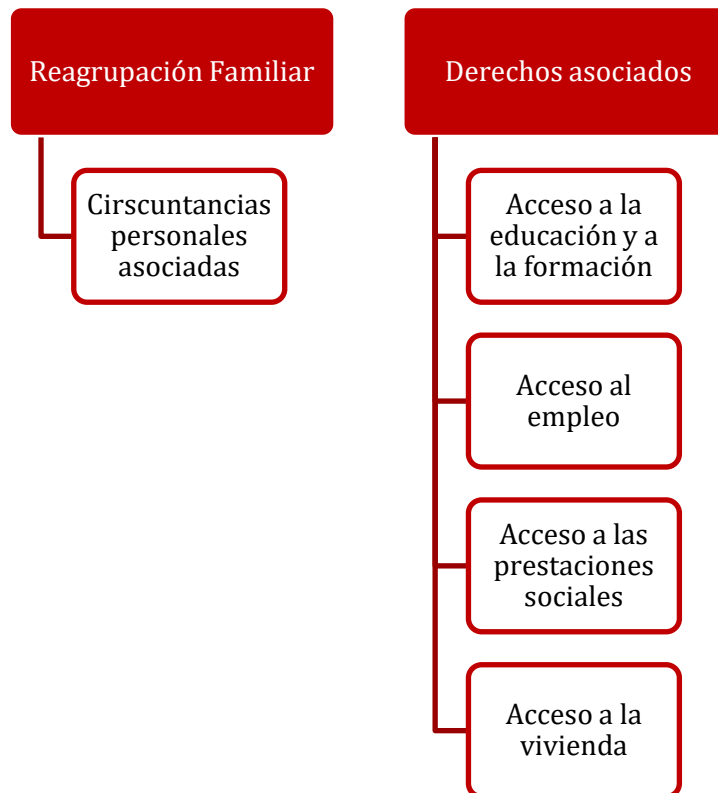 Reagrupación Familiar
Cirscuntancias
personales
asociadas
Derechos asociados
Acceso a la
educación y a
la formación
Acceso al
empleo
Acceso a las
prestaciones
sociales
Acceso a la
vivienda